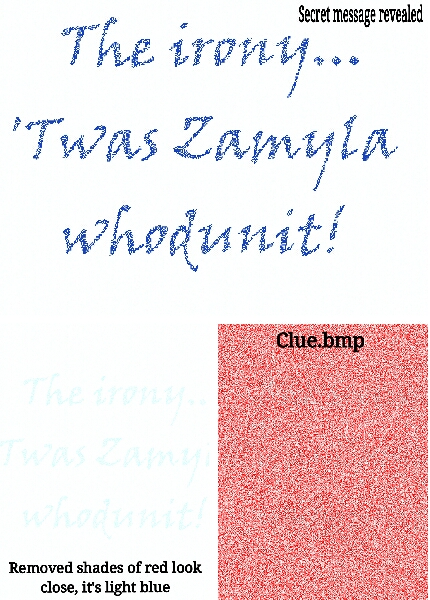 Secret message revealed
The irony...
'Twas Zamyla
whodunit!
Clue.bmp
The irony..
Twas Zamyl
whodunit!
Removed shades of red look
close, it's light blue